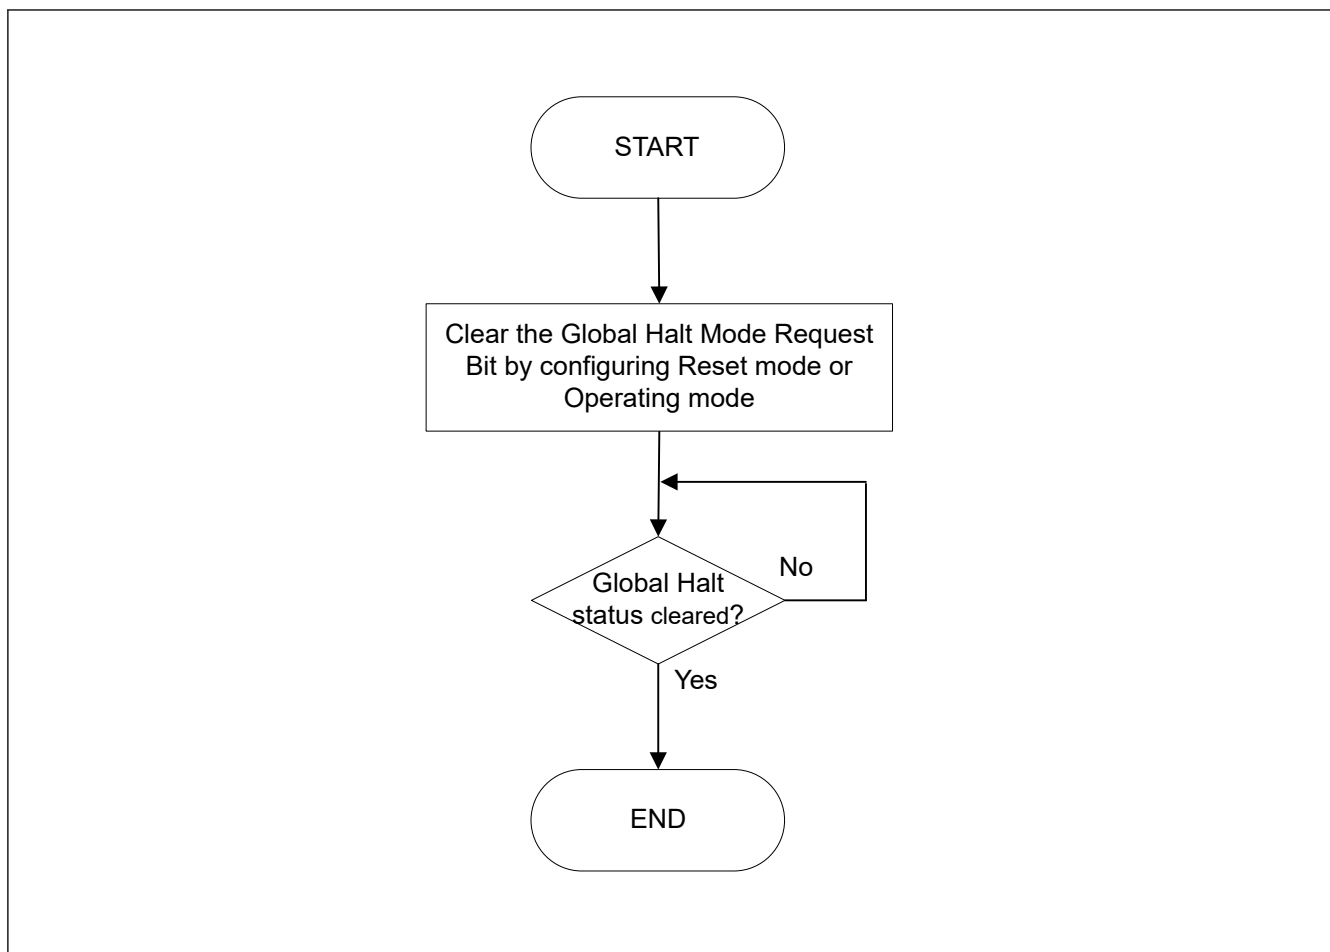 START
Clear the Global Halt Mode Request
Bit by configuring Reset mode or
Operating mode
No
Global Halt
status cleared?
Yes
END